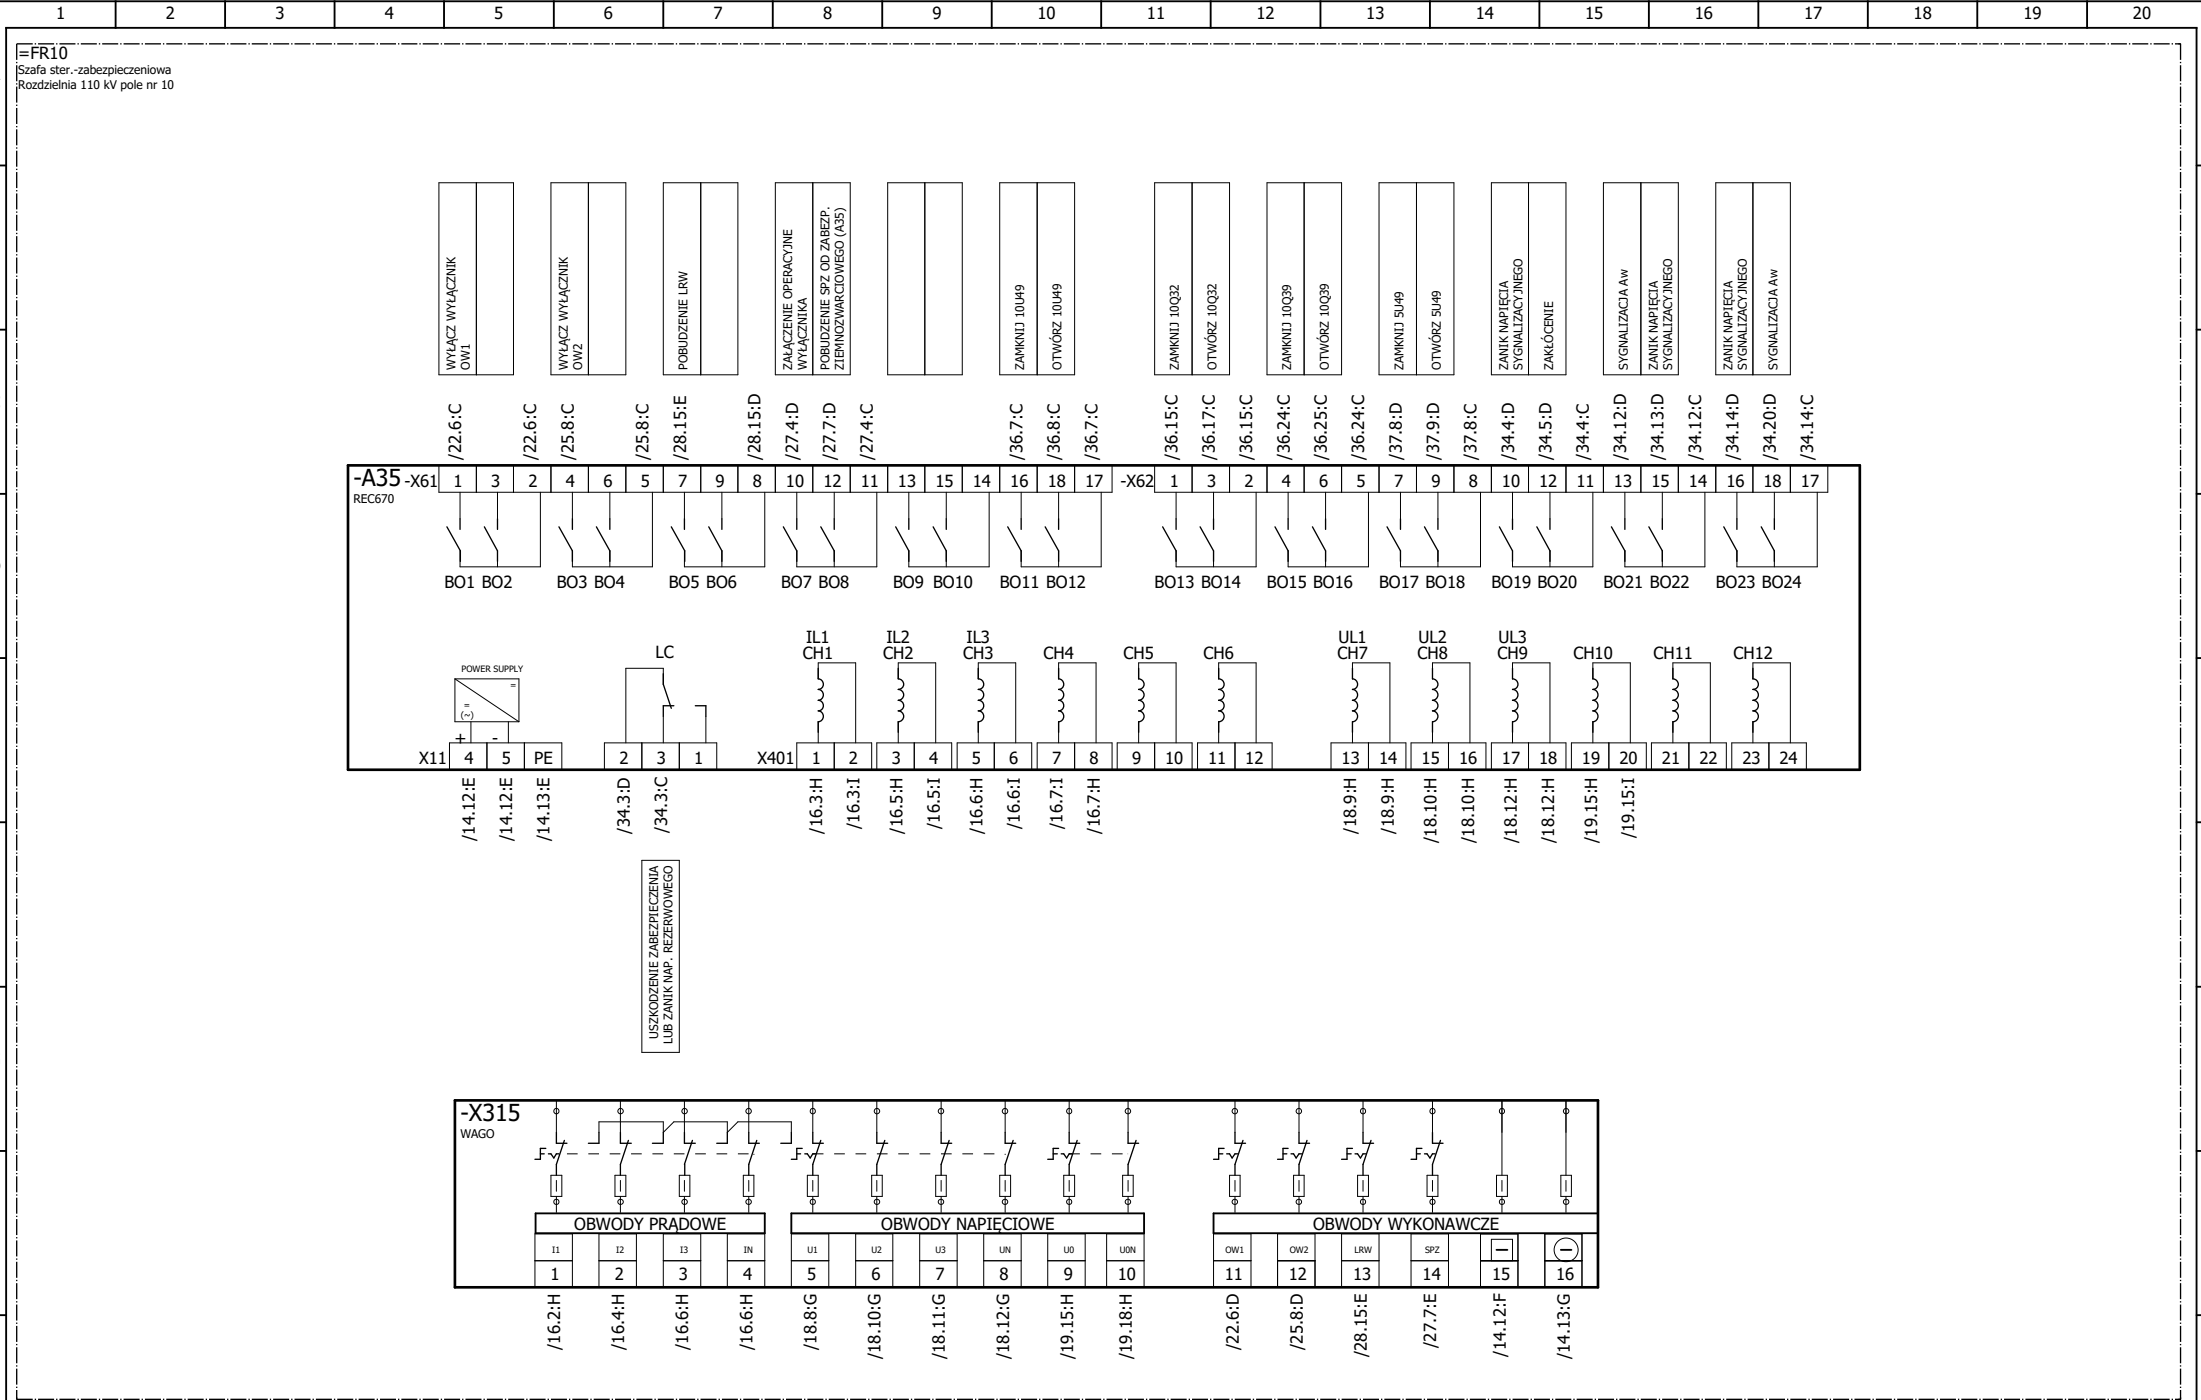 1 2 3 4 5 6 7 8 9 10 11 12 13 14 15 16 17 18 19 20
=FR10
Szafa ster.-zabezpieczeniowa
Rozdzielnia 110 kV pole nr 10
WYŁĄCZ WYŁĄCZNIK
OW1
WYŁĄCZ WYŁĄCZNIK
OW2
POBUDZENIE LRW
ZAŁĄCZENIE OPERACYJNE
WYŁĄCZNIKA
POBUDZENIE SPZ OD ZABEZP.
ZIEMNOZWARCIOWEGO (A35)
ZAMKNIJ 10U49
OTWÓRZ 10U49
ZAMKNIJ 10Q32
OTWÓRZ 10Q32
ZAMKNIJ 10Q39
OTWÓRZ 10Q39
ZAMKNIJ 5U49
OTWÓRZ 5U49
ZANIK NAPIĘCIA
SYGNALIZACYJNEGO
ZAKŁÓCENIE
SYGNALIZACJA Aw
ZANIK NAPIĘCIA
SYGNALIZACYJNEGO
ZANIK NAPIĘCIA
SYGNALIZACYJNEGO
SYGNALIZACJA Aw
/22.6:C /22.6:C /25.8:C /25.8:C /28.15:E /28.15:D /27.4:D /27.7:D /27.4:C /36.7:C /36.8:C /36.7:C /36.15:C /36.17:C /36.15:C /36.24:C /36.25:C /36.24:C /37.8:D /37.9:D /37.8:C /34.4:D /34.5:D /34.4:C /34.12:D /34.13:D /34.12:C /34.14:D /34.20:D /34.14:C
-A35 -X61 1 3 2 4 6 5 7 9 8 10 12 11 13 15 14 16 18 17 -X62 1 3 2 4 6 5 7 9 8 10 12 11 13 15 14 16 18 17
REC670
BO1 BO2 BO3 BO4 BO5 BO6 BO7 BO8 BO9 BO10 BO11 BO12 BO13 BO14 BO15 BO16 BO17 BO18 BO19 BO20 BO21 BO22 BO23 BO24
IL1 IL2 IL3 UL1 UL2 UL3
LC CH1 CH2 CH3 CH4 CH5 CH6 CH7 CH8 CH9 CH10 CH11 CH12
POWER SUPPLY
=
=
(~)
+ -
X11 4 5 PE 2 3 1 X401 1 2 3 4 5 6 7 8 9 10 11 12 13 14 15 16 17 18 19 20 21 22 23 24
/14.12:E /14.12:E /14.13:E /34.3:D /34.3:C /16.3:H /16.3:I /16.5:H /16.5:I /16.6:H /16.6:I /16.7:I /16.7:H /18.9:H /18.9:H /18.10:H /18.10:H /18.12:H /18.12:H /19.15:H /19.15:I
USZKODZENIE ZABEZPIECZENIA
LUB ZANIK NAP. REZERWOWEGO
-X315
WAGO
OBWODY PRĄDOWE OBWODY NAPIĘCIOWE OBWODY WYKONAWCZE
I1 I2 I3 IN U1 U2 U3 UN U0 U0N OW1 OW2 LRW SPZ
1 2 3 4 5 6 7 8 9 10 11 12 13 14 15 16
/16.2:H /16.4:H /16.6:H /16.6:H /18.8:G /18.10:G /18.11:G /18.12:G /19.15:H /19.18:H /22.6:D /25.8:D /28.15:E /27.7:E /14.12:F /14.13:G